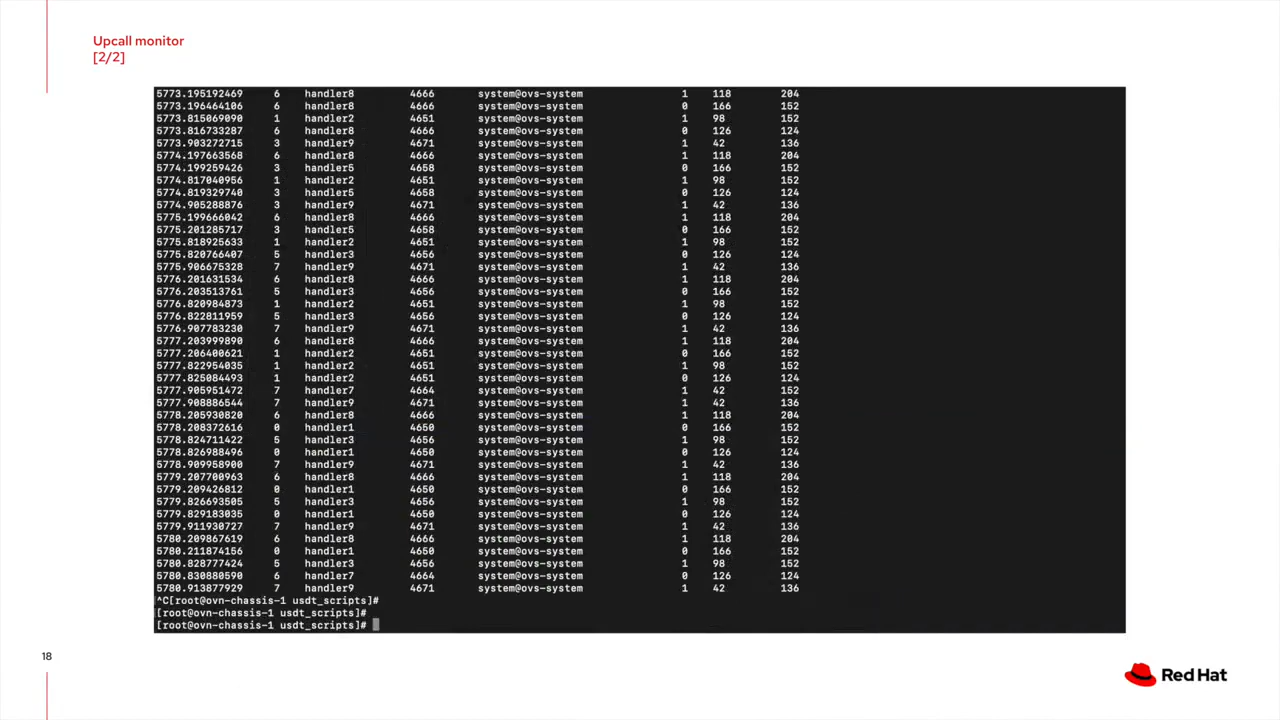 Upcall monitor
[2/2]
5773.195192469 6 handler8 4666 system@ovs-system 1 118 204
5773.196464106 6 handler8 4666 system@ovs-system 0 166 152
5773.815069090 1 handler2 4651 system@ovs-system 1 98 152
5773.816733287 6 handler8 4666 system@ovs-system 0 126 124
5773.903272715 3 handler9 4671 system@ovs-system 1 42 136
5774.197663568 6 handler8 4666 system@ovs-system 1 118 204
5774.199259426 3 handler5 4658 system@ovs-system 0 166 152
5774.817040956 1 handler2 4651 system@ovs-system 1 98 152
5774.819329740 3 handler5 4658 system@ovs-system 0 126 124
5774.905288876 3 handler9 4671 system@ovs-system 1 42 136
5775.199666042 6 handler8 4666 system@ovs-system 1 118 204
5775.201285717 3 handler5 4658 system@ovs-system 0 166 152
5775.818925633 1 handler2 4651 system@ovs-system 1 98 152
5775.820766407 5 handler3 4656 system@ovs-system 0 126 124
5775.906675328 7 handler9 4671 system@ovs-system 1 42 136
5776.201631534 6 handler8 4666 system@ovs-system 1 118 204
5776.203513761 5 handler3 4656 system@ovs-system 0 166 152
5776.820984873 1 handler2 4651 system@ovs-system 1 98 152
5776.822811959 5 handler3 4656 system@ovs-system 0 126 124
5776.907783230 7 handler9 4671 system@ovs-system 1 42 136
5777.203999890 6 handler8 4666 system@ovs-system 1 118 204
5777.206400621 1 handler2 4651 system@ovs-system 0 166 152
5777.822954035 1 handler2 4651 system@ovs-system 1 98 152
5777.825084493 1 handler2 4651 system@ovs-system 0 126 124
5777.905951472 7 handler7 4664 system@ovs-system 1 42 152
5777.908886544 7 handler9 4671 system@ovs-system 1 42 136
5778.205930820 6 handler8 4666 system@ovs-system 1 118 204
5778.208372616 0 handler1 4650 system@ovs-system 0 166 152
5778.824711422 5 handler3 4656 system@ovs-system 1 98 152
5778.826988496 0 handler1 4650 system@ovs-system 0 126 124
5778.909958900 7 handler9 4671 system@ovs-system 1 42 136
5779.207700963 6 handler8 4666 system@ovs-system 1 118 204
5779.209426812 0 handler1 4650 system@ovs-system 0 166 152
5779.826693505 5 handler3 4656 system@ovs-system 1 98 152
5779.829183035 0 handler1 4650 system@ovs-system 0 126 124
5779.911930727 7 handler9 4671 system@ovs-system 1 42 136
5780.209867619 6 handler8 4666 system@ovs-system 1 118 204
5780.211874156 0 handler1 4650 system@ovs-system 0 166 152
5780.828777424 5 handler3 4656 system@ovs-system 1 98 152
5780.830880590 6 handler7 4664 system@ovs-system 0 126 124
5780.913877929 7 handler9 4671 system@ovs-system 1 42 136
^C[root@ovn-chassis-1 usdt_scripts]#
[root@ovn-chassis-1 usdt_scripts]#
[root@ovn-chassis-1 usdt_scripts]#
18
Red Hat